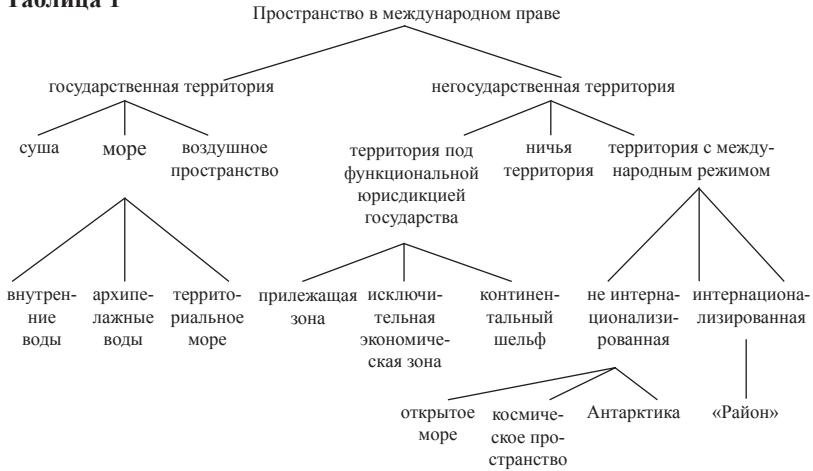 Таблица 1
Пространство в международном праве
государственная территория
негосударственная территория
суша
море
воздушное
пространство
территория под
функциональной
юрисдикцией
государства
ничья
территория
территория с между-
народным режимом
внутрен-
ние
воды
архипе-
лажные
воды
террито-
риальное
море
прилежащая
зона
исключи-
тельная
экономиче-
ская зона
континен-
тальный
шельф
не интерна-
ционализи-
рованная
интернациона-
лизированная
открытое
море
космиче-
ское про-
странство
Антарктика
«Район»